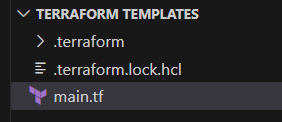 TERRAFORM TEMPLATES
.terraform
.terraform.lock.hcl
main.tf